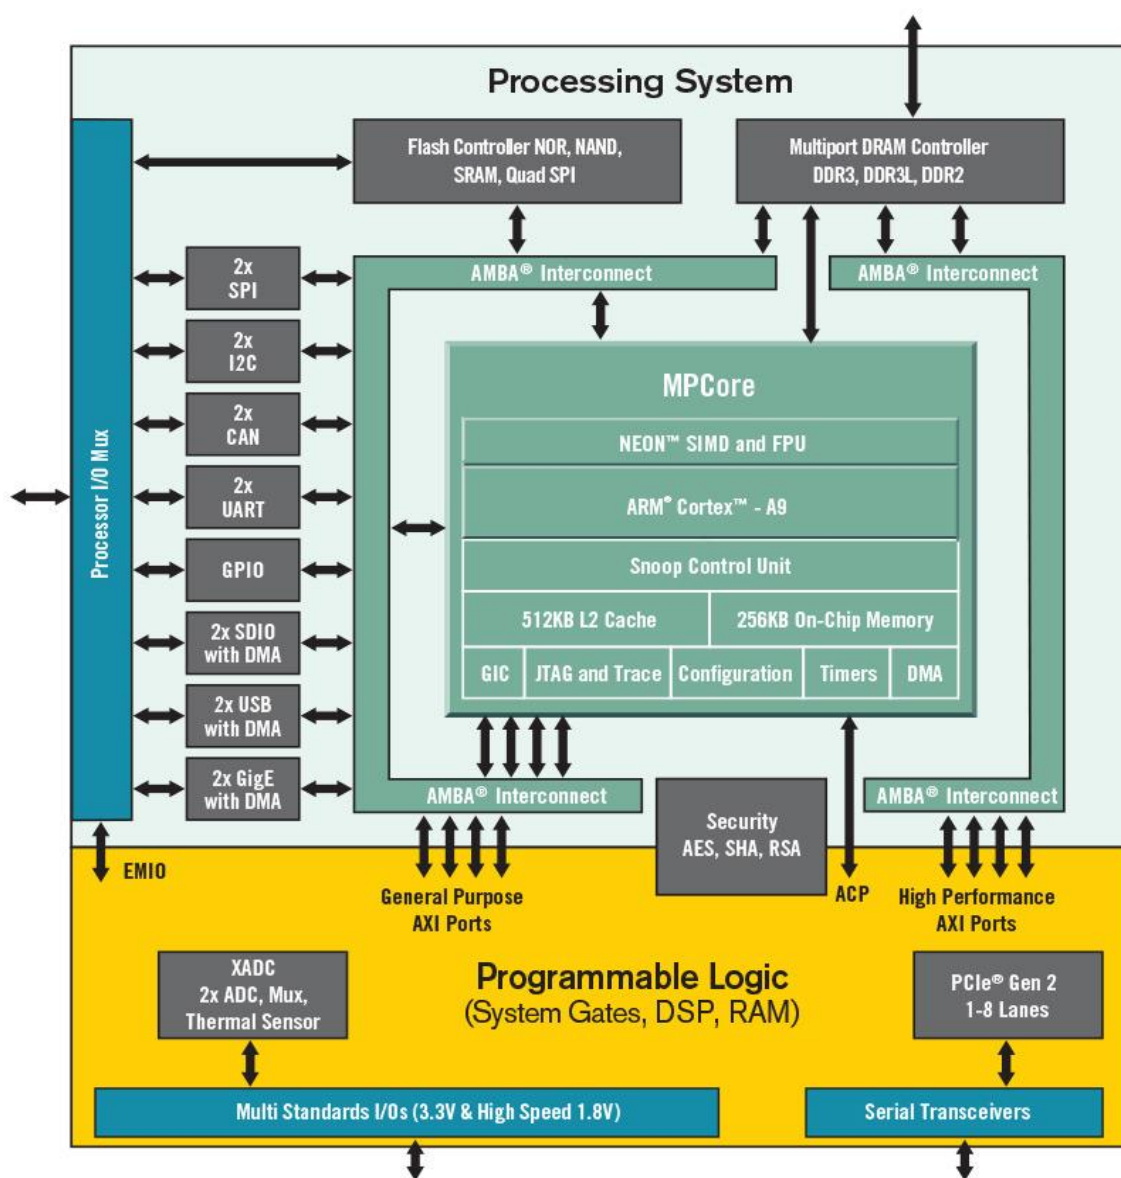 Processing System
Flash Controller NOR, NAND,
SRAM, Quad SPI
Multiport DRAM Controller
DDR3, DDR3L, DDR2
AMBA® Interconnect
AMBA® Interconnect
Processor I/O Mux
2x
SPI
2x
I2C
2x
CAN
2x
UART
GPIO
2x SDIO
with DMA
2x USB
with DMA
2x GigE
with DMA
MPCore
NEON™ SIMD and FPU
ARM® Cortex™ - A9
Snoop Control Unit
512KB L2 Cache
256KB On-Chip Memory
GIC
JTAG and Trace
Configuration
Timers
DMA
AMBA® Interconnect
Security
AES, SHA, RSA
AMBA® Interconnect
EMIO
General Purpose
AXI Ports
ACP
High Performance
AXI Ports
XADC
2x ADC, Mux,
Thermal Sensor
Programmable Logic
(System Gates, DSP, RAM)
PCIe® Gen 2
1-8 Lanes
Multi Standards I/Os (3.3V & High Speed 1.8V)
Serial Transceivers